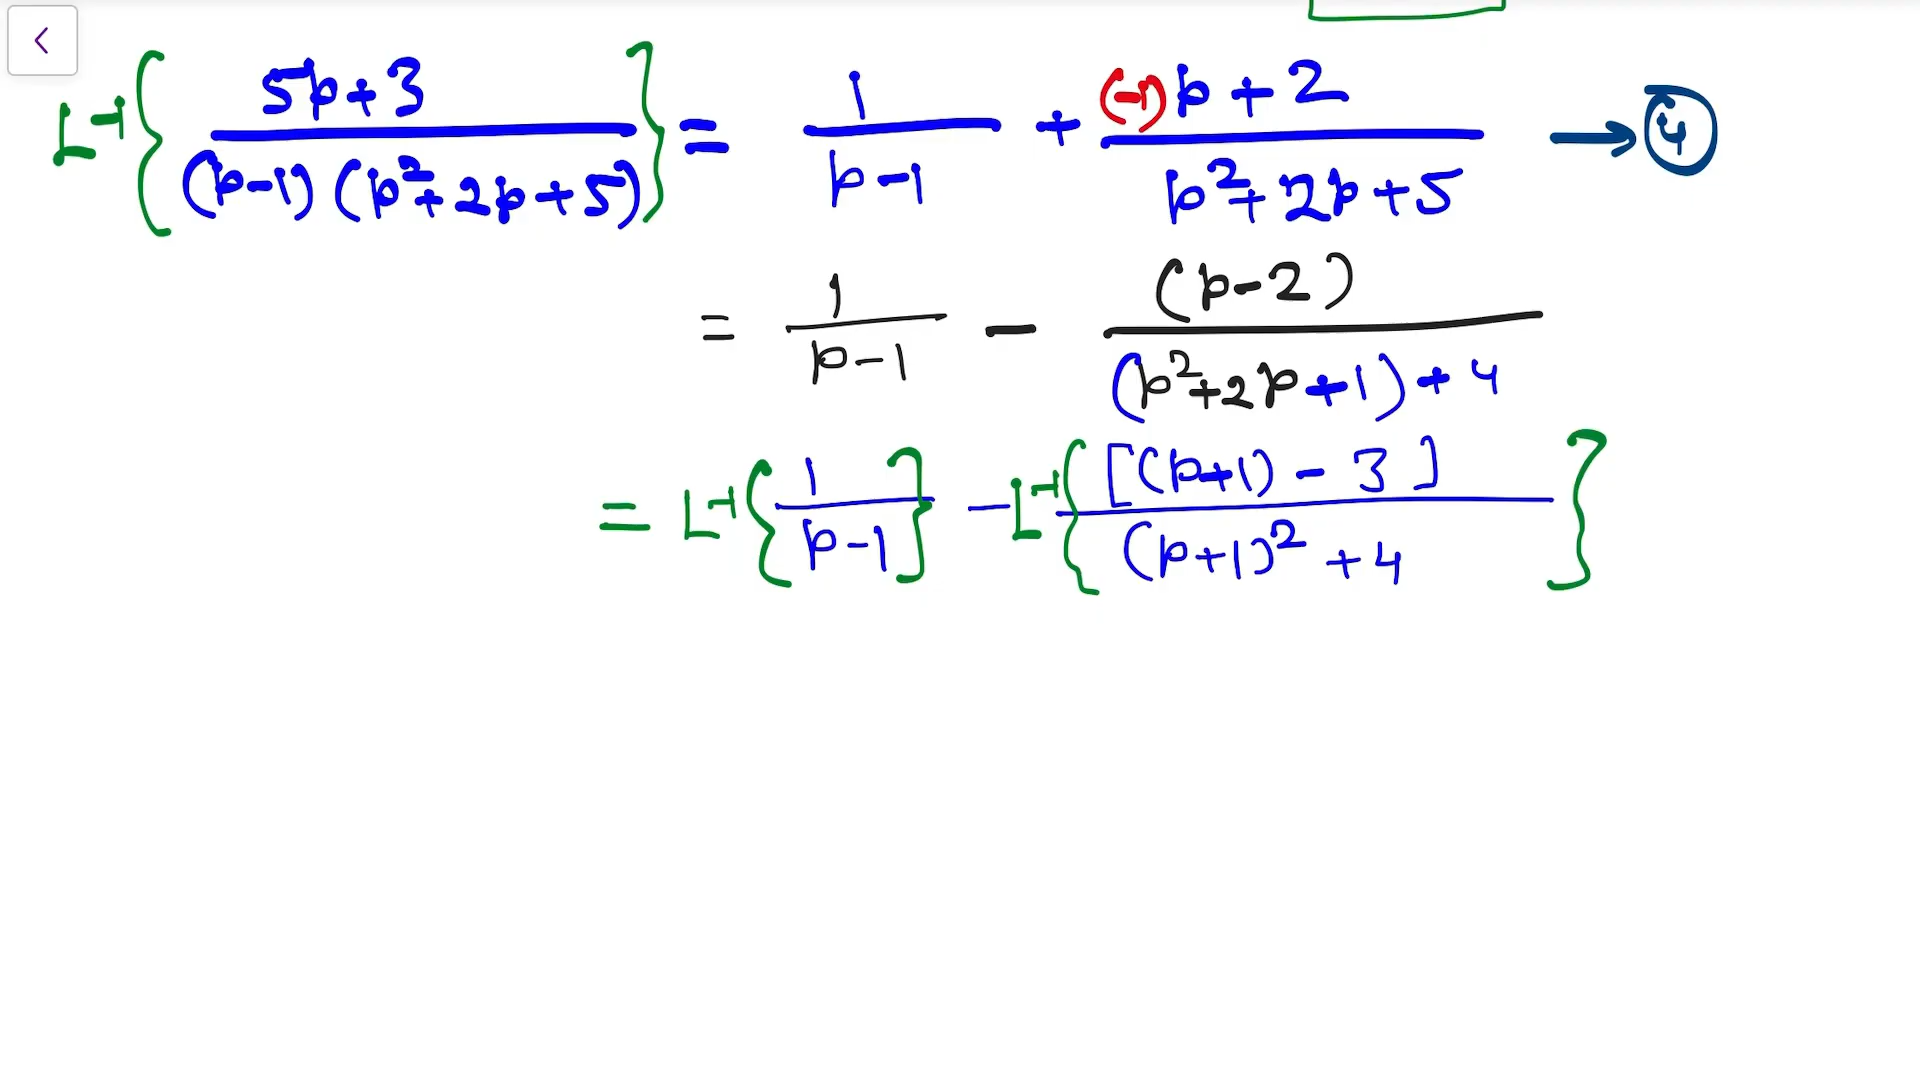 L⁻¹{ (5p+3) / ((p-1)(p²+2p+5)) } = 1/(p-1) + ((-1)p+2)/(p²+2p+5) → ④
= 1/(p-1) - (p-2)/((p²+2p+1)+4)
= L⁻¹{ 1/(p-1) } - L⁻¹{ [(p+1)-3] / ((p+1)²+4) }